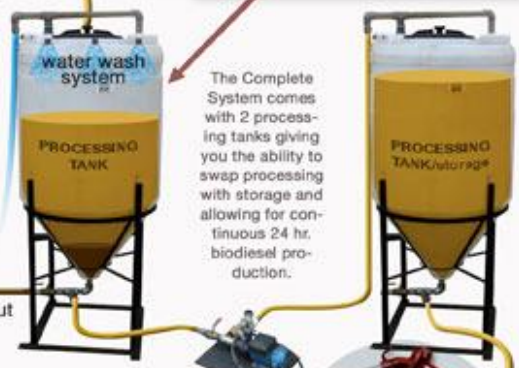 water wash
system
PROCESSING
TANK
The Complete
System comes
with 2 process-
ing tanks giving
you the ability to
swap processing
with storage and
allowing for con-
tinuous 24 hr.
biodiesel pro-
duction.
PROCESSING
TANK/storage
ut